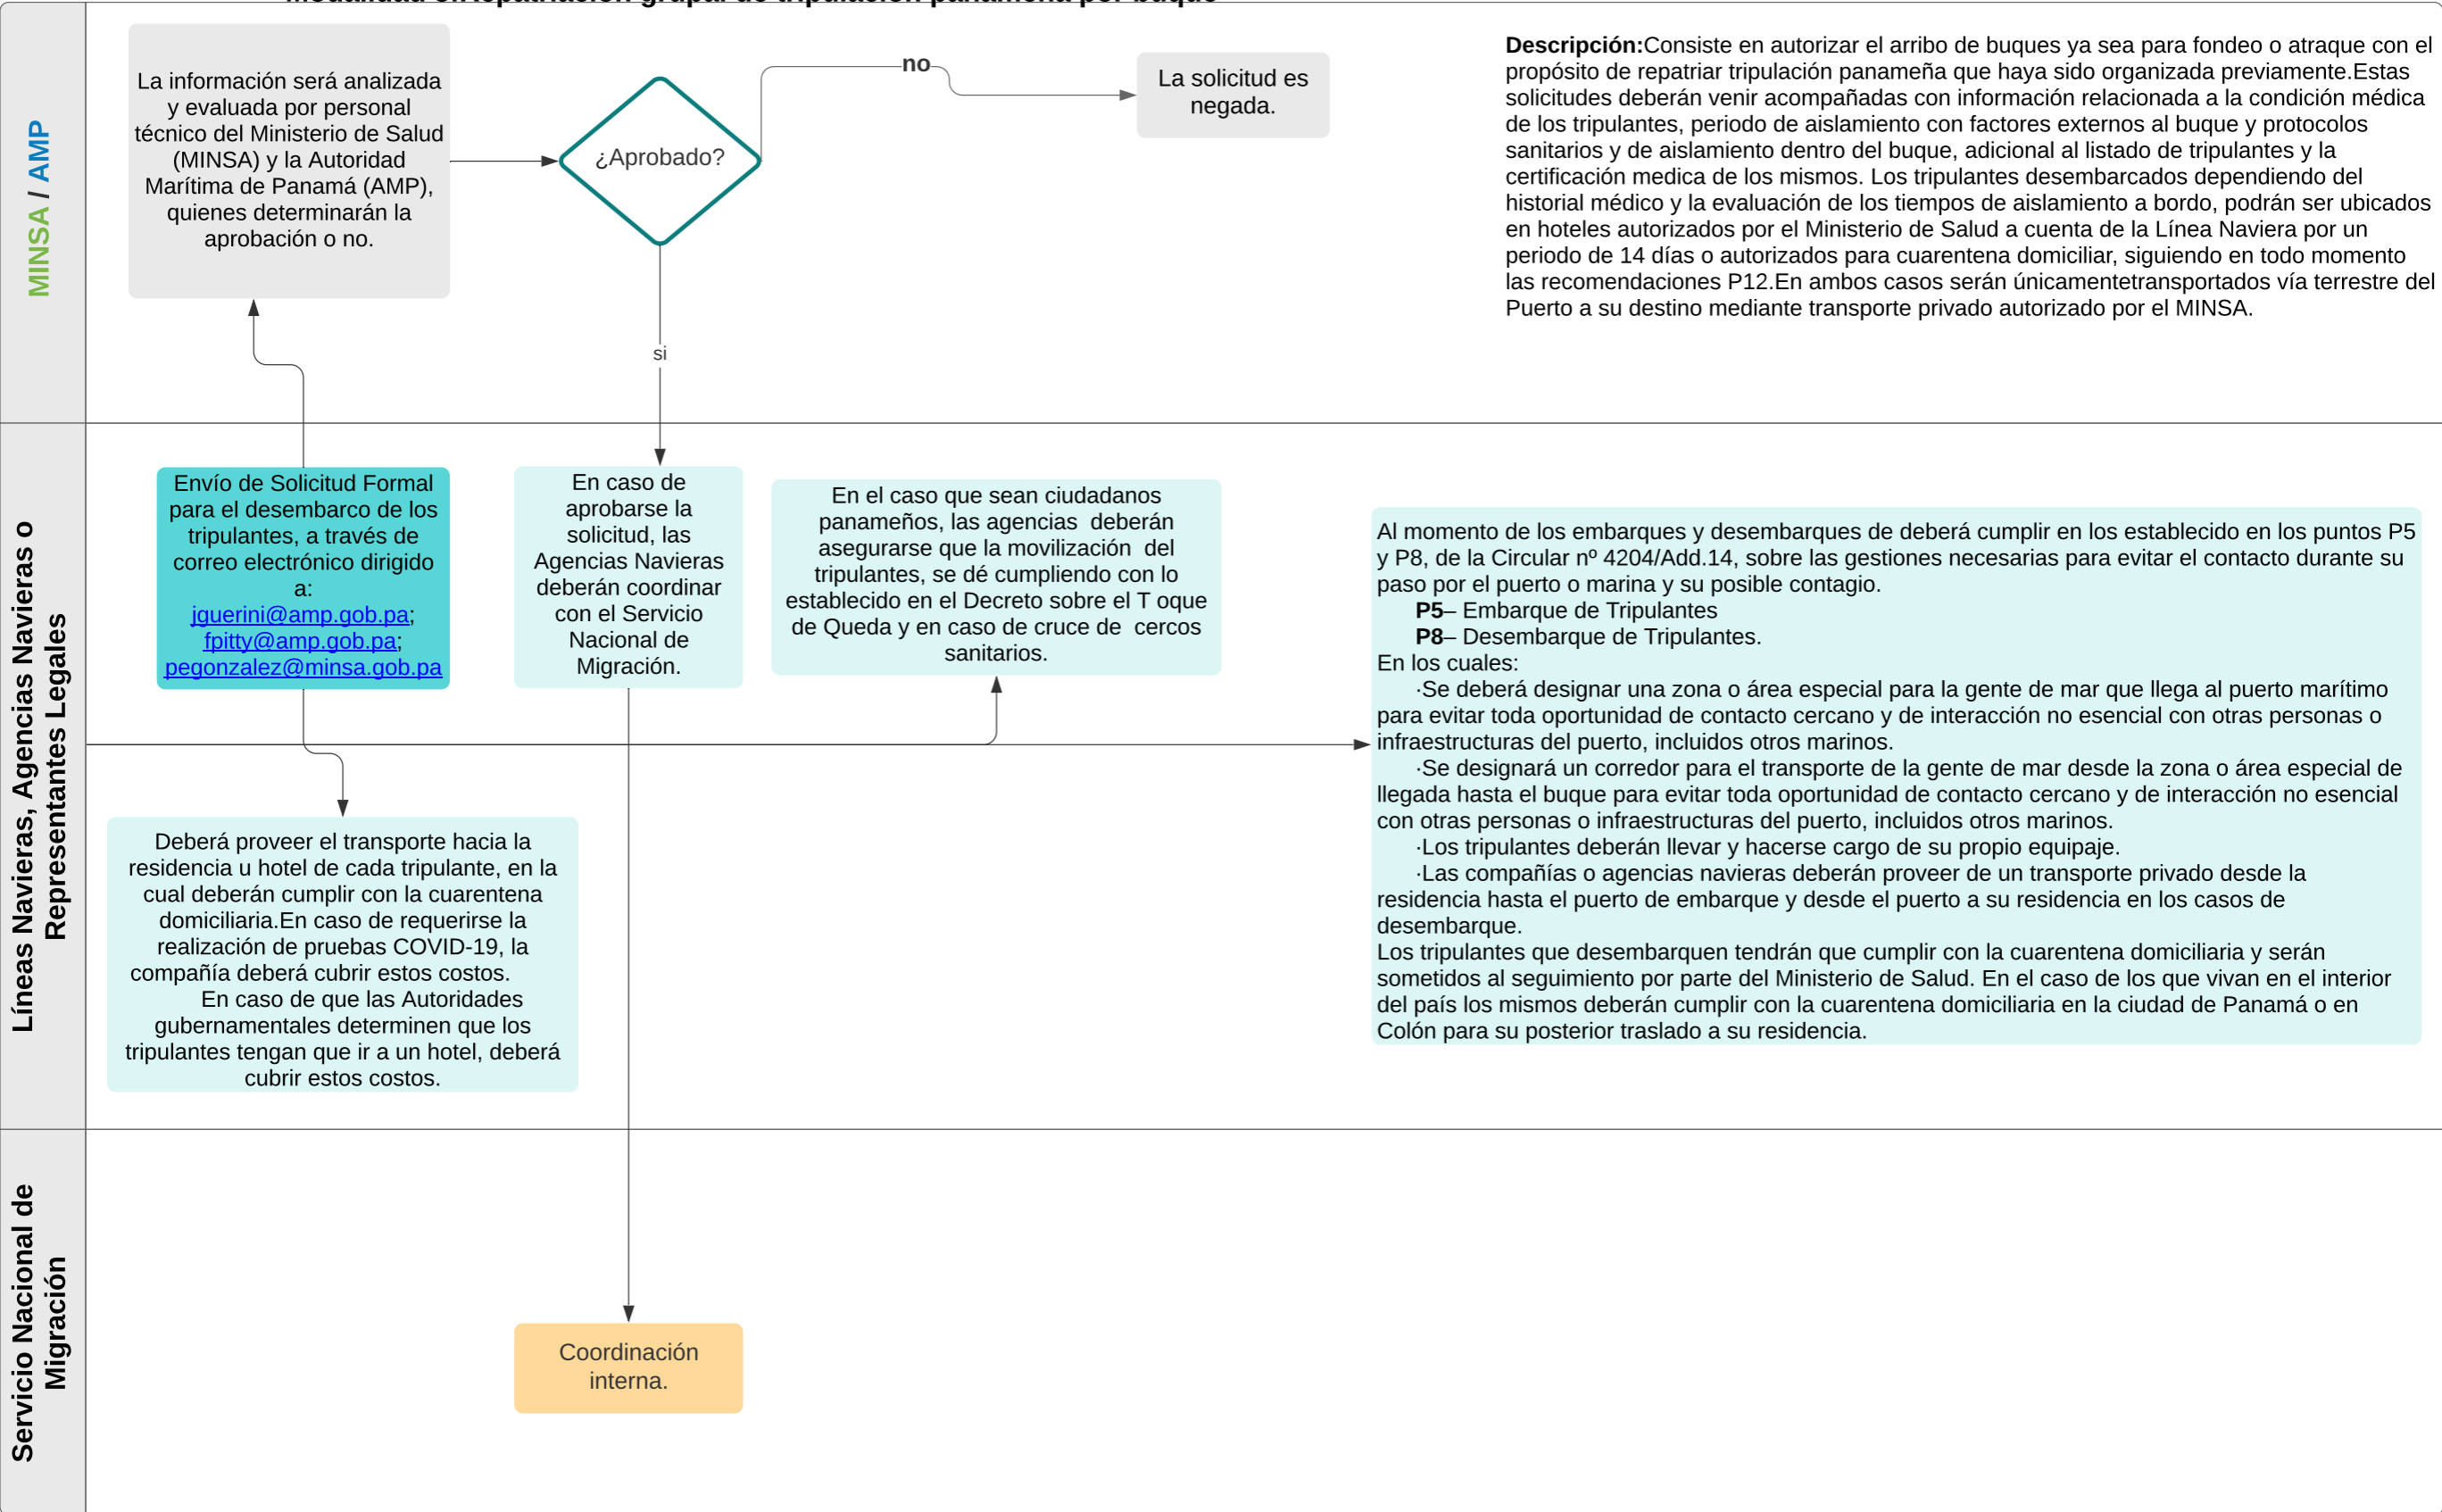 Repatriación grupal de tripulación panameña por buque
MINSA / AMP
La información será analizada
y evaluada por personal
técnico del Ministerio de Salud
(MINSA) y la Autoridad
Marítima de Panamá (AMP),
quienes determinarán la
aprobación o no.
¿Aprobado?
no
La solicitud es
negada.
si
Descripción:Consiste en autorizar el arribo de buques ya sea para fondeo o atraque con el
propósito de repatriar tripulación panameña que haya sido organizada previamente.Estas
solicitudes deberán venir acompañadas con información relacionada a la condición médica
de los tripulantes, periodo de aislamiento con factores externos al buque y protocolos
sanitarios y de aislamiento dentro del buque, adicional al listado de tripulantes y la
certificación medica de los mismos. Los tripulantes desembarcados dependiendo del
historial médico y la evaluación de los tiempos de aislamiento a bordo, podrán ser ubicados
en hoteles autorizados por el Ministerio de Salud a cuenta de la Línea Naviera por un
periodo de 14 días o autorizados para cuarentena domiciliar, siguiendo en todo momento
las recomendaciones P12.En ambos casos serán únicamentetransportados vía terrestre del
Puerto a su destino mediante transporte privado autorizado por el MINSA.
Líneas Navieras, Agencias Navieras o
Representantes Legales
Envío de Solicitud Formal
para el desembarco de los
tripulantes, a través de
correo electrónico dirigido
a:
jguerini@amp.gob.pa;
fpitty@amp.gob.pa;
pegonzalez@minsa.gob.pa
En caso de
aprobarse la
solicitud, las
Agencias Navieras
deberán coordinar
con el Servicio
Nacional de
Migración.
En el caso que sean ciudadanos
panameños, las agencias  deberán
asegurarse que la movilización  del
tripulantes, se dé cumpliendo con lo
establecido en el Decreto sobre el T oque
de Queda y en caso de cruce de  cercos
sanitarios.
Al momento de los embarques y desembarques de deberá cumplir en los establecido en los puntos P5
y P8, de la Circular nº 4204/Add.14, sobre las gestiones necesarias para evitar el contacto durante su
paso por el puerto o marina y su posible contagio.
P5– Embarque de Tripulantes
P8– Desembarque de Tripulantes.
En los cuales:
·Se deberá designar una zona o área especial para la gente de mar que llega al puerto marítimo
para evitar toda oportunidad de contacto cercano y de interacción no esencial con otras personas o
infraestructuras del puerto, incluidos otros marinos.
·Se designará un corredor para el transporte de la gente de mar desde la zona o área especial de
llegada hasta el buque para evitar toda oportunidad de contacto cercano y de interacción no esencial
con otras personas o infraestructuras del puerto, incluidos otros marinos.
·Los tripulantes deberán llevar y hacerse cargo de su propio equipaje.
·Las compañías o agencias navieras deberán proveer de un transporte privado desde la
residencia hasta el puerto de embarque y desde el puerto a su residencia en los casos de
desembarque.
Los tripulantes que desembarquen tendrán que cumplir con la cuarentena domiciliaria y serán
sometidos al seguimiento por parte del Ministerio de Salud. En el caso de los que vivan en el interior
del país los mismos deberán cumplir con la cuarentena domiciliaria en la ciudad de Panamá o en
Colón para su posterior traslado a su residencia.
Deberá proveer el transporte hacia la
residencia u hotel de cada tripulante, en la
cual deberán cumplir con la cuarentena
domiciliaria.En caso de requerirse la
realización de pruebas COVID-19, la
compañía deberá cubrir estos costos.
En caso de que las Autoridades
gubernamentales determinen que los
tripulantes tengan que ir a un hotel, deberá
cubrir estos costos.
Servicio Nacional de
Migración
Coordinación
interna.